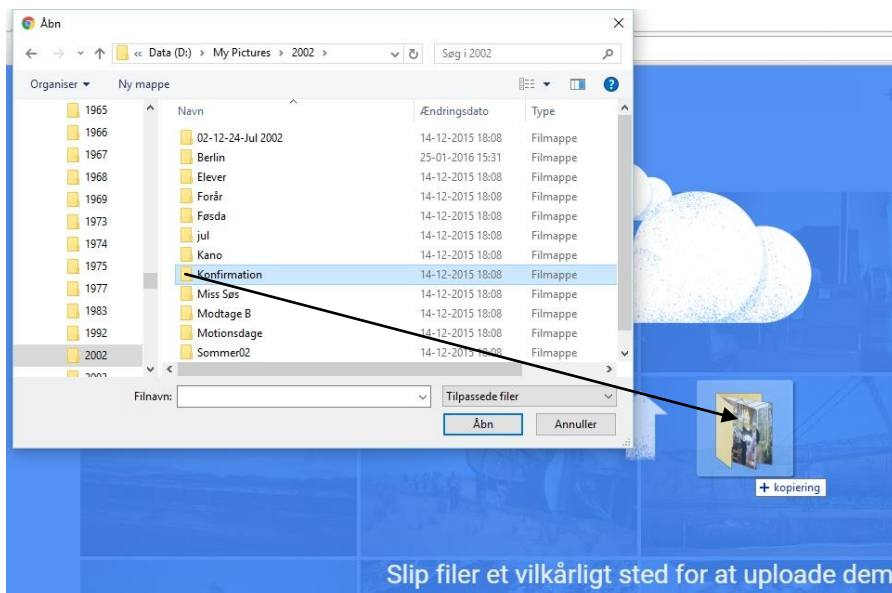 Åbn
« Data (D:) › My Pictures › 2002 ›
Søg i 2002
Organiser
Ny mappe
1965
1966
1967
1968
1969
1973
1974
1975
1977
1983
1992
2002
Navn Ændringsdato Type
02-12-24-Jul 2002 14-12-2015 18:08 Filmappe
Berlin 25-01-2016 15:31 Filmappe
Elever 14-12-2015 18:08 Filmappe
Forår 14-12-2015 18:08 Filmappe
Føsda 14-12-2015 18:08 Filmappe
jul 14-12-2015 18:08 Filmappe
Kano 14-12-2015 18:08 Filmappe
Konfirmation 14-12-2015 18:08 Filmappe
Miss Søs 14-12-2015 18:08 Filmappe
Modtage B 14-12-2015 18:08 Filmappe
Motionsdage 14-12-2015 18:08 Filmappe
Sommer02 14-12-2015 18:08 Filmappe
Filnavn:
Tilpassede filer
Åbn
Annuller
+ kopiering
Slip filer et vilkårligt sted for at uploade dem